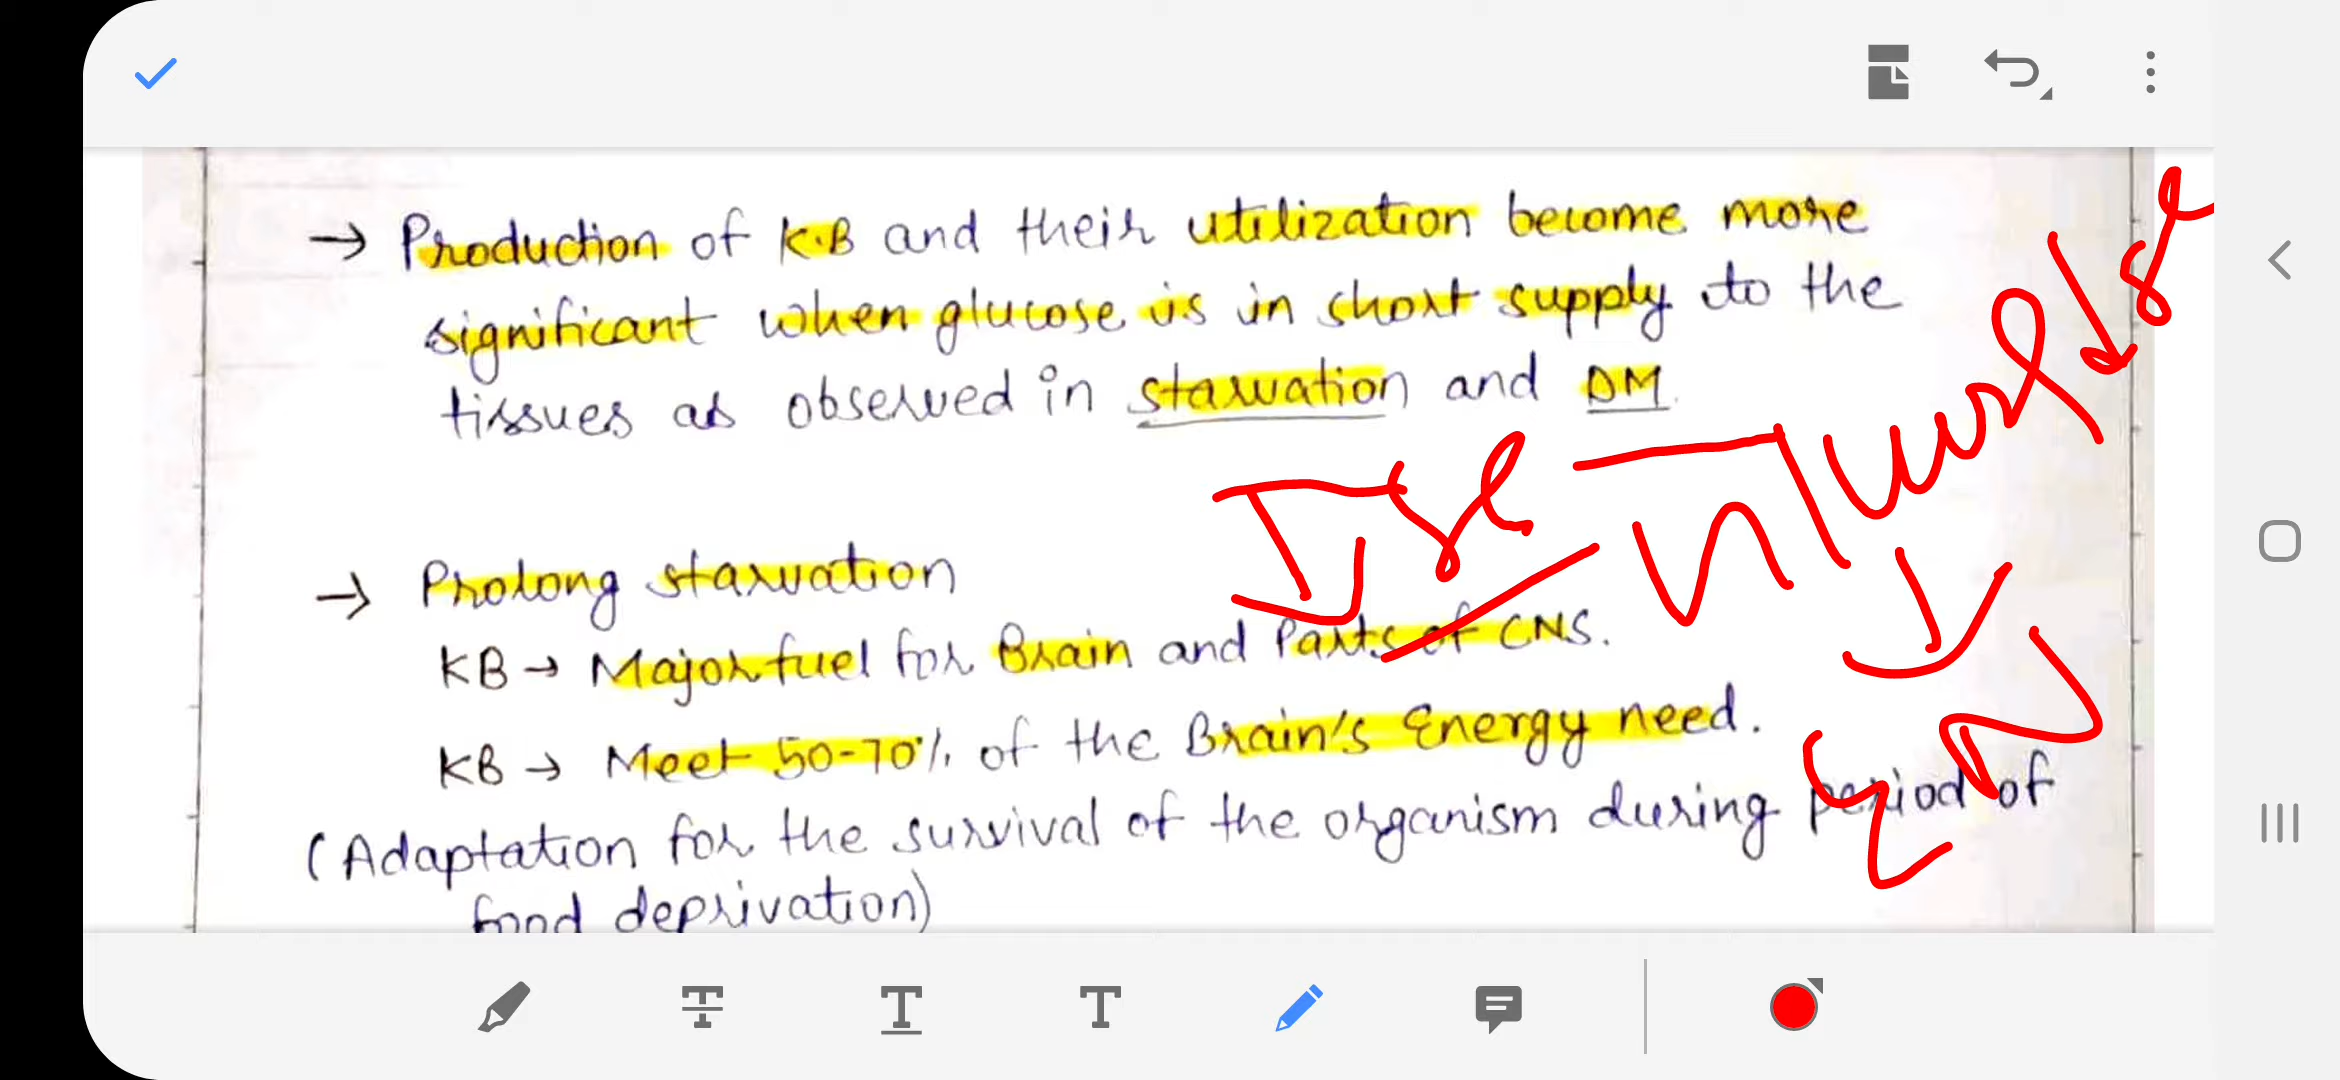 → Production of K.B and their utilization become more
significant when glucose is in short supply to the
tissues as observed in starvation and DM.
→ Prolong starvation
KB → Major fuel for Brain and Parts of CNS.
KB → Meet 50-70% of the Brain's Energy need.
(Adaptation for the survival of the organism during period of
food deprivation)